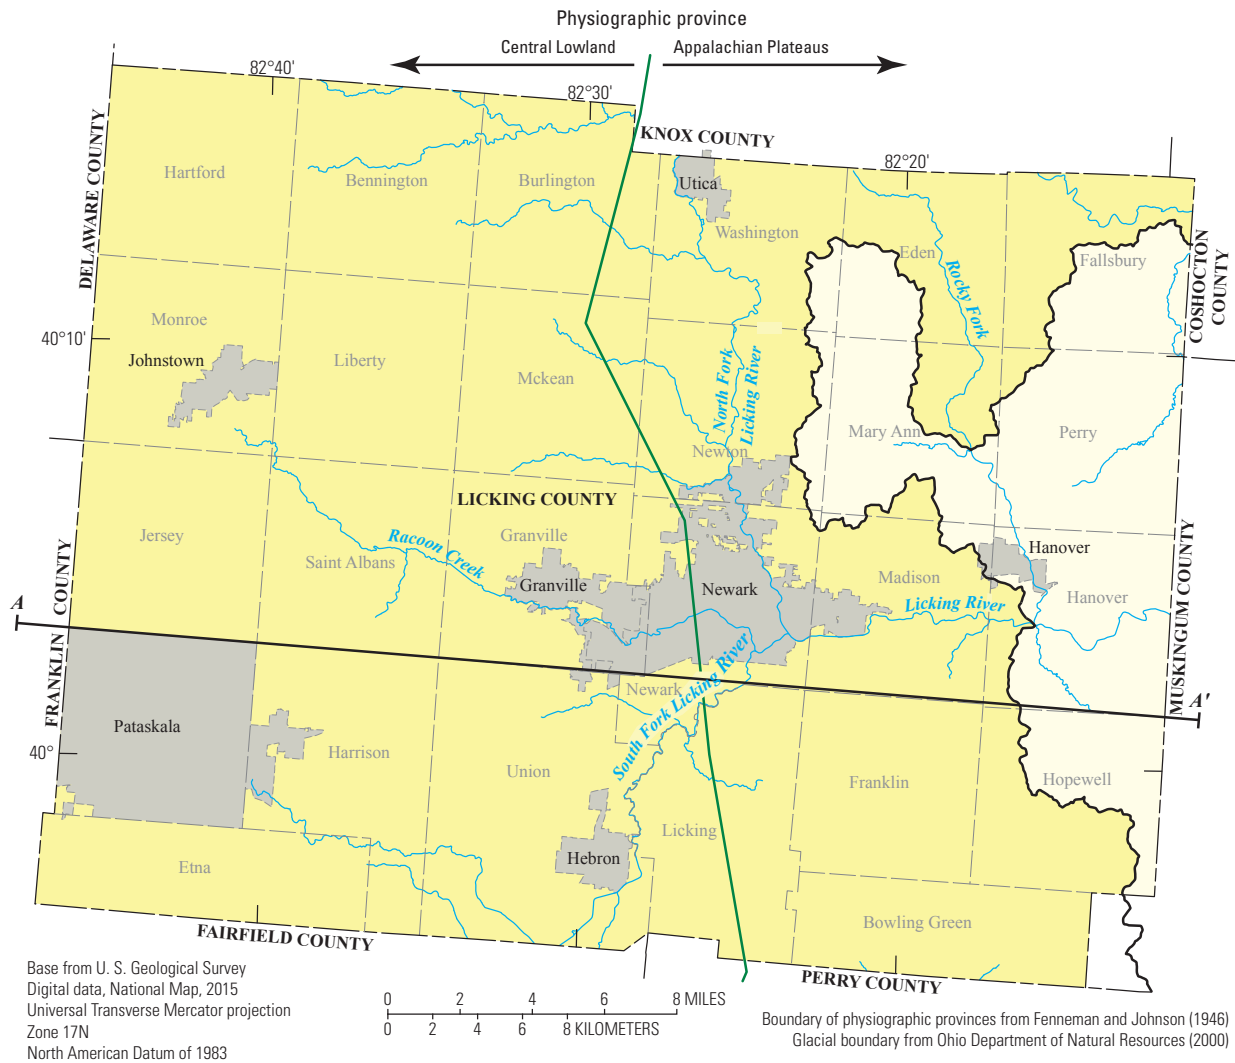 Physiographic province
Central Lowland
Appalachian Plateaus
82°40'
82°30'
82°20'
KNOX COUNTY
DELAWARE COUNTY
COSHOCTON
COUNTY
Hartford
Bennington
Burlington
Utica
Washington
Eden
Fallsbury
Rocky Fork
Monroe
Johnstown
40°10'
Liberty
Mckean
North Fork
Licking River
Mary Ann
Perry
Newton
LICKING COUNTY
Jersey
Saint Albans
Racoon Creek
Granville
Granville
Newark
Madison
Hanover
Hanover
Licking River
MUSKINGUM COUNTY
FRANKLIN COUNTY
A
A'
Newark
South Fork Licking River
Pataskala
40°
Harrison
Union
Franklin
Hopewell
Licking
Hebron
Etna
Bowling Green
FAIRFIELD COUNTY
PERRY COUNTY
Base from U. S. Geological Survey
Digital data, National Map, 2015
Universal Transverse Mercator projection
Zone 17N
North American Datum of 1983
0 2 4 6 8 MILES
0 2 4 6 8 KILOMETERS
Boundary of physiographic provinces from Fenneman and Johnson (1946)
Glacial boundary from Ohio Department of Natural Resources (2000)